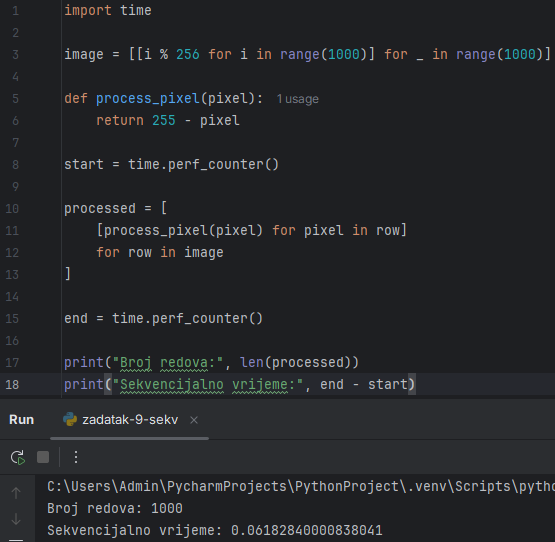 1 import time
2
3 image = [[i % 256 for i in range(1000)] for _ in range(1000)]
4
5 def process_pixel(pixel): 1 usage
6     return 255 - pixel
7
8 start = time.perf_counter()
9
10 processed = [
11     [process_pixel(pixel) for pixel in row]
12     for row in image
13 ]
14
15 end = time.perf_counter()
16
17 print("Broj redova:", len(processed))
18 print("Sekvencijalno vrijeme:", end - start)
Run zadatak-9-sekv ×
C:\Users\Admin\PycharmProjects\PythonProject\.venv\Scripts\pytho
Broj redova: 1000
Sekvencijalno vrijeme: 0.06182840000838041